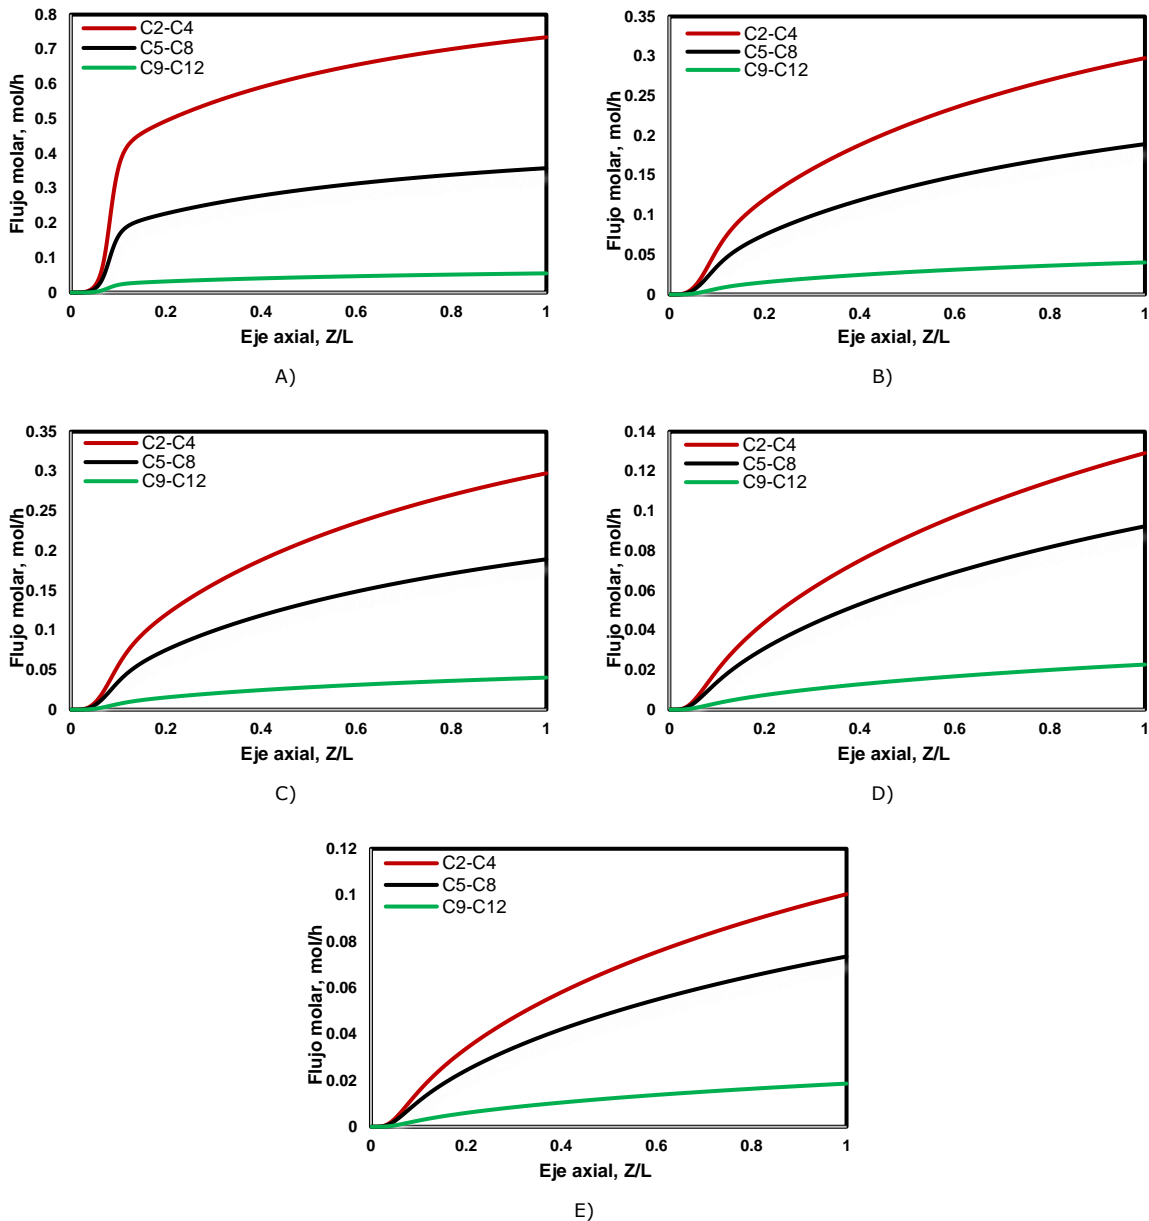 Flujo molar, mol/h
0.8
0.7
0.6
0.5
0.4
0.3
0.2
0.1
0
C2-C4
C5-C8
C9-C12
0 0.2 0.4 0.6 0.8 1
Eje axial, Z/L
A)
Flujo molar, mol/h
0.35
0.3
0.25
0.2
0.15
0.1
0.05
0
C2-C4
C5-C8
C9-C12
0 0.2 0.4 0.6 0.8 1
Eje axial, Z/L
B)
Flujo molar, mol/h
0.35
0.3
0.25
0.2
0.15
0.1
0.05
0
C2-C4
C5-C8
C9-C12
0 0.2 0.4 0.6 0.8 1
Eje axial, Z/L
C)
Flujo molar, mol/h
0.14
0.12
0.1
0.08
0.06
0.04
0.02
0
C2-C4
C5-C8
C9-C12
0 0.2 0.4 0.6 0.8 1
Eje axial, Z/L
D)
Flujo molar, mol/h
0.12
0.1
0.08
0.06
0.04
0.02
0
C2-C4
C5-C8
C9-C12
0 0.2 0.4 0.6 0.8 1
Eje axial, Z/L
E)